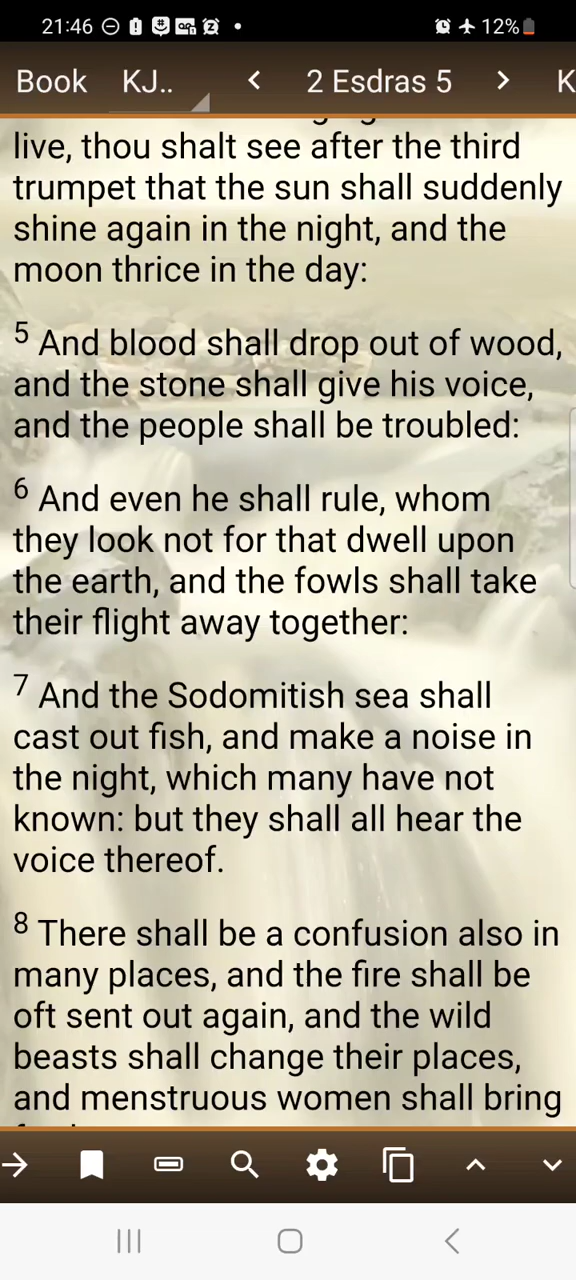 21:46
12%
Book KJ.. 2 Esdras 5 K
live, thou shalt see after the third
trumpet that the sun shall suddenly
shine again in the night, and the
moon thrice in the day:
5 And blood shall drop out of wood,
and the stone shall give his voice,
and the people shall be troubled:
6 And even he shall rule, whom
they look not for that dwell upon
the earth, and the fowls shall take
their flight away together:
7 And the Sodomitish sea shall
cast out fish, and make a noise in
the night, which many have not
known: but they shall all hear the
voice thereof.
8 There shall be a confusion also in
many places, and the fire shall be
oft sent out again, and the wild
beasts shall change their places,
and menstruous women shall bring